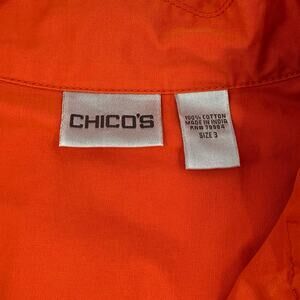 CHICO'S
100% COTTON
MADE IN INDIA
RN# 79984
SIZE 3